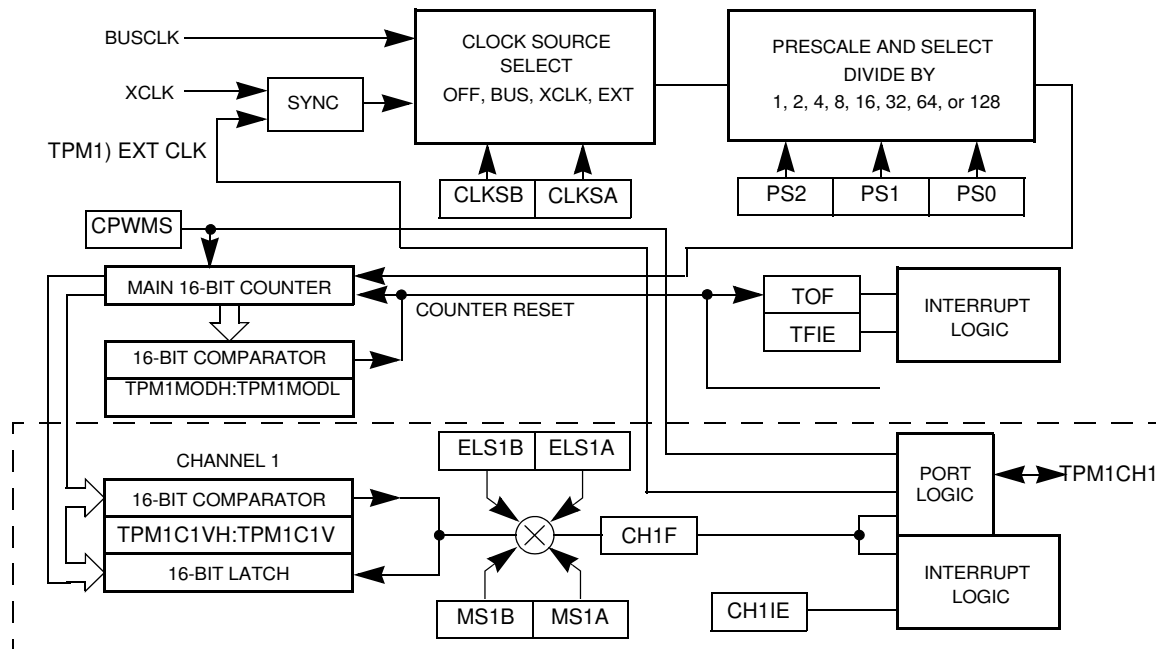 BUSCLK
XCLK
TPM1) EXT CLK
SYNC
CLOCK SOURCE
SELECT
OFF, BUS, XCLK, EXT
CLKSB CLKSA
PRESCALE AND SELECT
DIVIDE BY
1, 2, 4, 8, 16, 32, 64, or 128
PS2 PS1 PS0
CPWMS
MAIN 16-BIT COUNTER
COUNTER RESET
16-BIT COMPARATOR
TPM1MODH:TPM1MODL
TOF
TFIE
INTERRUPT
LOGIC
CHANNEL 1
16-BIT COMPARATOR
TPM1C1VH:TPM1C1V
16-BIT LATCH
ELS1B ELS1A
MS1B MS1A
CH1F
CH1IE
PORT
LOGIC
TPM1CH1
INTERRUPT
LOGIC